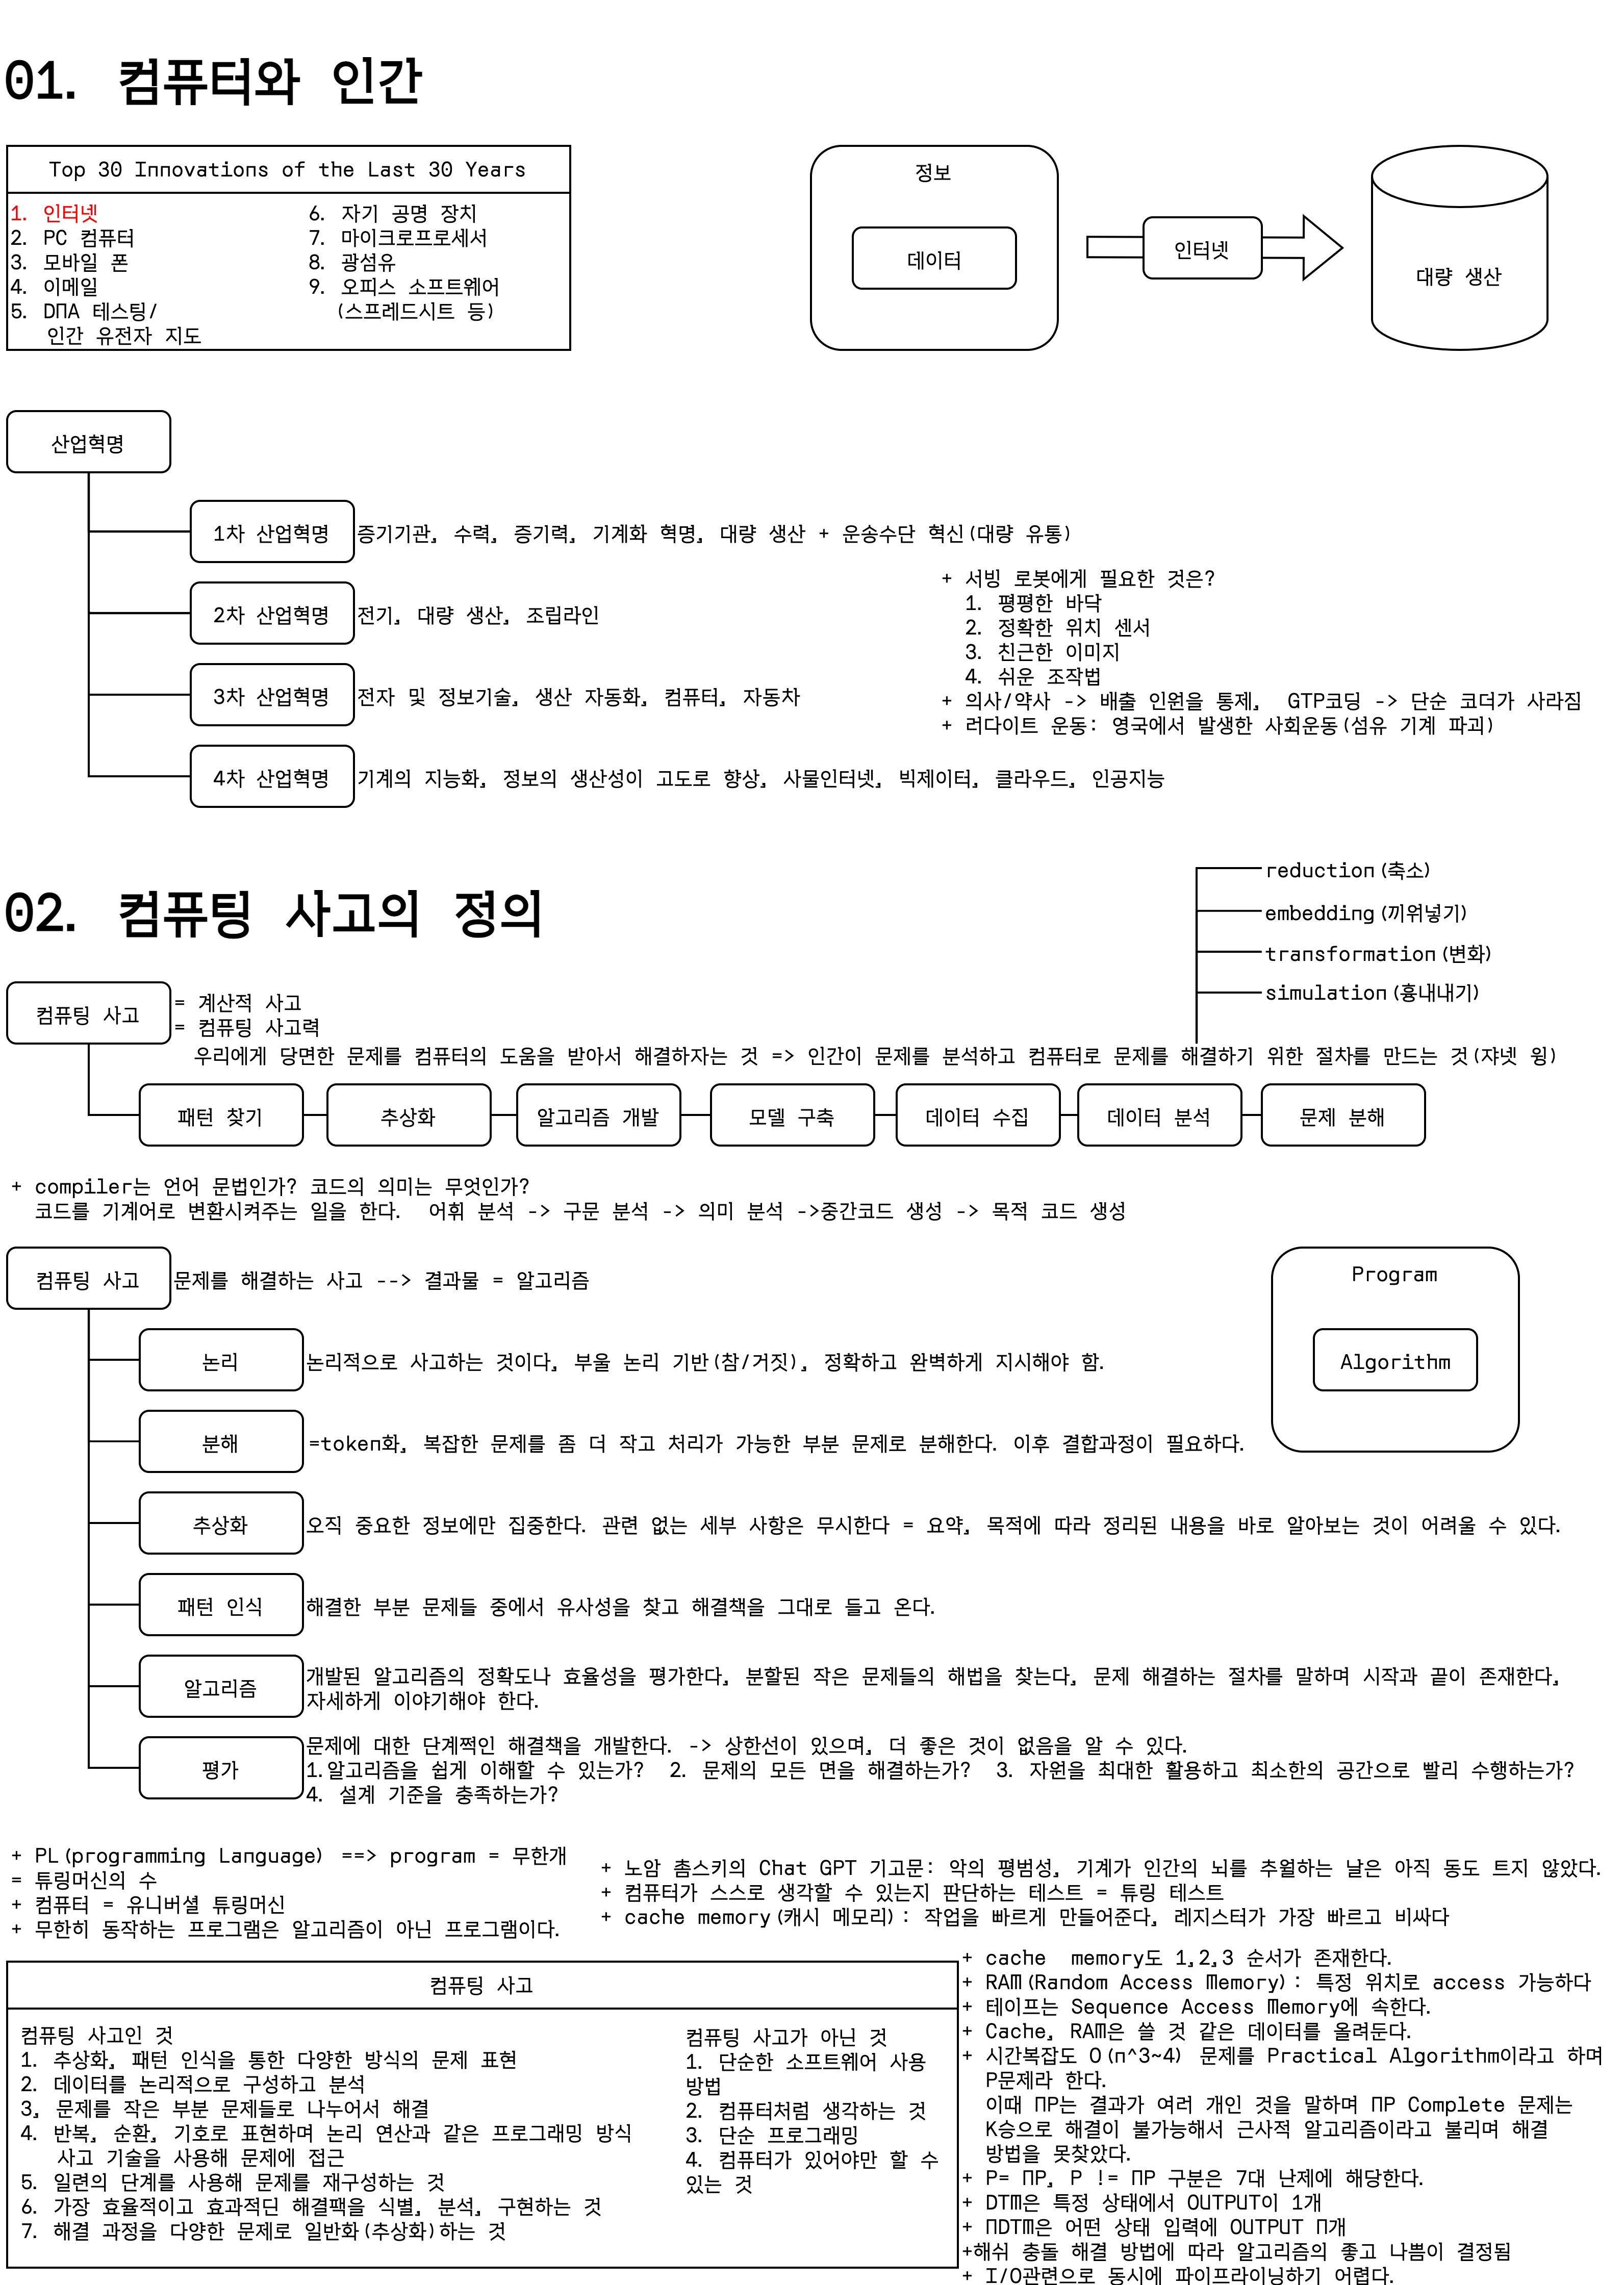 01. 컴퓨터와 인간
Top 30 Innovations of the Last 30 Years
1. 인터넷
2. PC 컴퓨터
3. 모바일 폰
4. 이메일
5. DNA 테스팅/
인간 유전자 지도
6. 자기 공명 장치
7. 마이크로프로세서
8. 광섬유
9. 오피스 소프트웨어
(스프레드시트 등)
정보
데이터
인터넷
대량 생산
산업혁명
1차 산업혁명
증기기관, 수력, 증기력, 기계화 혁명, 대량 생산 + 운송수단 혁신(대량 유통)
2차 산업혁명
전기, 대량 생산, 조립라인
3차 산업혁명
전자 및 정보기술, 생산 자동화, 컴퓨터, 자동차
4차 산업혁명
기계의 지능화, 정보의 생산성이 고도로 향상, 사물인터넷, 빅제이터, 클라우드, 인공지능
+ 서빙 로봇에게 필요한 것은?
1. 평평한 바닥
2. 정확한 위치 센서
3. 친근한 이미지
4. 쉬운 조작법
+ 의사/약사 -> 배출 인원을 통제, GTP코딩 -> 단순 코더가 사라짐
+ 러다이트 운동: 영국에서 발생한 사회운동(섬유 기계 파괴)
02. 컴퓨팅 사고의 정의
reduction(축소)
embedding(끼워넣기)
transformation(변화)
simulation(흉내내기)
컴퓨팅 사고
= 계산적 사고
= 컴퓨팅 사고력
우리에게 당면한 문제를 컴퓨터의 도움을 받아서 해결하자는 것 => 인간이 문제를 분석하고 컴퓨터로 문제를 해결하기 위한 절차를 만드는 것(쟈넷 윙)
패턴 찾기
추상화
알고리즘 개발
모델 구축
데이터 수집
데이터 분석
문제 분해
+ compiler는 언어 문법인가? 코드의 의미는 무엇인가?
코드를 기계어로 변환시켜주는 일을 한다. 어휘 분석 -> 구문 분석 -> 의미 분석 ->중간코드 생성 -> 목적 코드 생성
컴퓨팅 사고
문제를 해결하는 사고 --> 결과물 = 알고리즘
Program
Algorithm
논리
논리적으로 사고하는 것이다, 부울 논리 기반(참/거짓), 정확하고 완벽하게 지시해야 함.
분해
=token화, 복잡한 문제를 좀 더 작고 처리가 가능한 부분 문제로 분해한다. 이후 결합과정이 필요하다.
추상화
오직 중요한 정보에만 집중한다. 관련 없는 세부 사항은 무시한다 = 요약, 목적에 따라 정리된 내용을 바로 알아보는 것이 어려울 수 있다.
패턴 인식
해결한 부분 문제들 중에서 유사성을 찾고 해결책을 그대로 들고 온다.
알고리즘
개발된 알고리즘의 정확도나 효율성을 평가한다, 분할된 작은 문제들의 해법을 찾는다, 문제 해결하는 절차를 말하며 시작과 끝이 존재한다,
자세하게 이야기해야 한다.
평가
문제에 대한 단계쩍인 해결책을 개발한다. -> 상한선이 있으며, 더 좋은 것이 없음을 알 수 있다.
1.알고리즘을 쉽게 이해할 수 있는가? 2. 문제의 모든 면을 해결하는가? 3. 자원을 최대한 활용하고 최소한의 공간으로 빨리 수행하는가?
4. 설계 기준을 충족하는가?
+ PL(programming Language) ==> program = 무한개
= 튜링머신의 수
+ 컴퓨터 = 유니버셜 튜링머신
+ 무한히 동작하는 프로그램은 알고리즘이 아닌 프로그램이다.
+ 노암 촘스키의 Chat GPT 기고문: 악의 평범성, 기계가 인간의 뇌를 추월하는 날은 아직 동도 트지 않았다.
+ 컴퓨터가 스스로 생각할 수 있는지 판단하는 테스트 = 튜링 테스트
+ cache memory(캐시 메모리): 작업을 빠르게 만들어준다, 레지스터가 가장 빠르고 비싸다
컴퓨팅 사고
컴퓨팅 사고인 것
1. 추상화, 패턴 인식을 통한 다양한 방식의 문제 표현
2. 데이터를 논리적으로 구성하고 분석
3, 문제를 작은 부분 문제들로 나누어서 해결
4. 반복, 순환, 기호로 표현하며 논리 연산과 같은 프로그래밍 방식
사고 기술을 사용해 문제에 접근
5. 일련의 단계를 사용해 문제를 재구성하는 것
6. 가장 효율적이고 효과적딘 해결팩을 식별, 분석, 구현하는 것
7. 해결 과정을 다양한 문제로 일반화(추상화)하는 것
컴퓨팅 사고가 아닌 것
1. 단순한 소프트웨어 사용
방법
2. 컴퓨터처럼 생각하는 것
3. 단순 프로그래밍
4. 컴퓨터가 있어야만 할 수
있는 것
+ cache memory도 1,2,3 순서가 존재한다.
+ RAM(Random Access Memory): 특정 위치로 access 가능하다
+ 테이프는 Sequence Access Memory에 속한다.
+ Cache, RAM은 쓸 것 같은 데이터를 올려둔다.
+ 시간복잡도 O(n^3~4) 문제를 Practical Algorithm이라고 하며
P문제라 한다.
이때 NP는 결과가 여러 개인 것을 말하며 NP Complete 문제는
K승으로 해결이 불가능해서 근사적 알고리즘이라고 불리며 해결
방법을 못찾았다.
+ P= NP, P != NP 구분은 7대 난제에 해당한다.
+ DTM은 특정 상태에서 OUTPUT이 1개
+ NDTM은 어떤 상태 입력에 OUTPUT N개
+해쉬 충돌 해결 방법에 따라 알고리즘의 좋고 나쁨이 결정됨
+ I/O관련으로 동시에 파이프라이닝하기 어렵다.